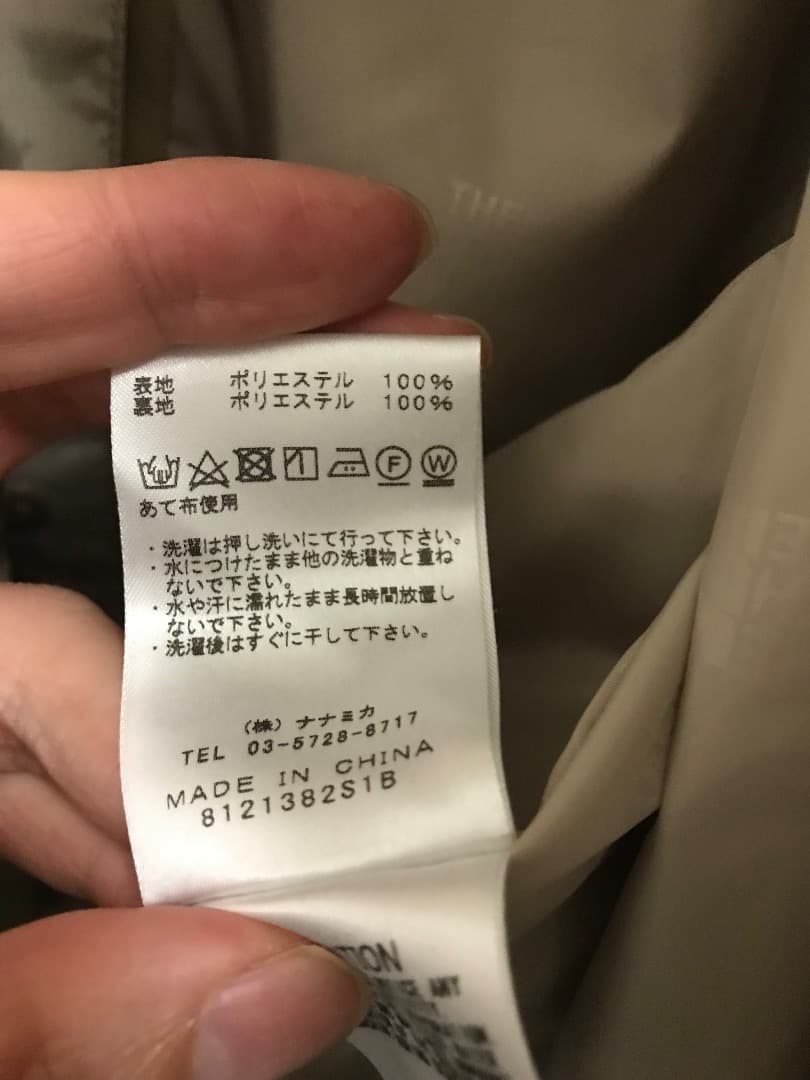 THE
表地 ポリエステル 100%
裏地 ポリエステル 100%
F W
あて布使用
・洗濯は押し洗いにて行って下さい。
・水につけたまま他の洗濯物と重ね
ないで下さい。
・水や汗に濡れたまま長時間放置し
ないで下さい。
・洗濯後はすぐに干して下さい。
(株) ナナミカ
TEL 03-5728-8717
MADE IN CHINA
8121382S1B
TION
ANY